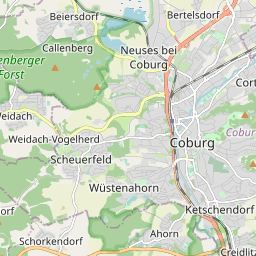 Beiersdorf
Bertelsdorf
Callenberg
Neuses bei
Coburg
enberger
Forst
Cort
Weidach
Weidach-Vogelherd
Coburg
Cobu
Scheuerfeld
Wüstenahorn
Ketschendorf
Ahorn
Schorkendorf
Creidlitz